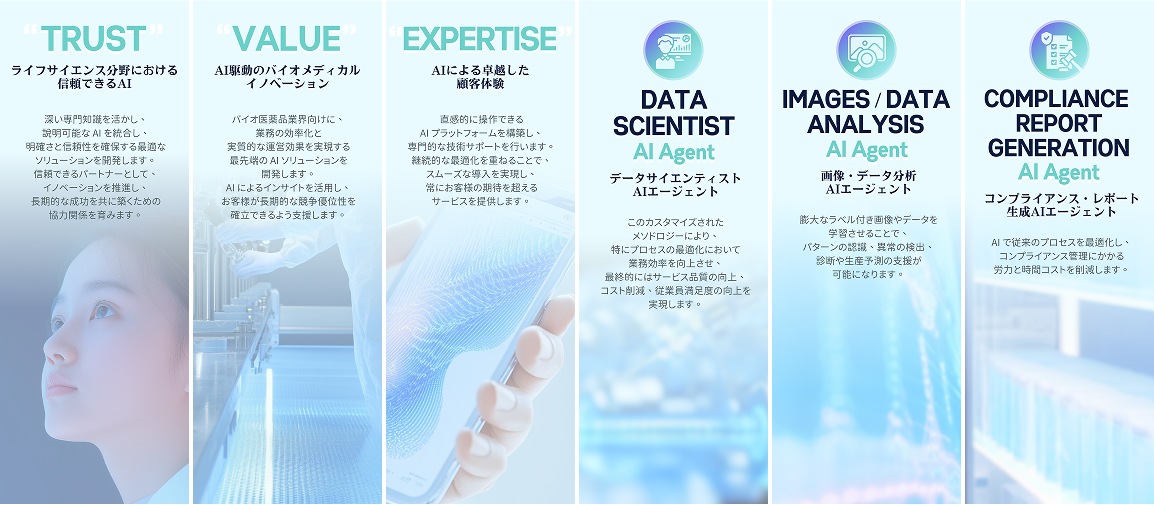 “TRUST”
ライフサイエンス分野における
信頼できるAI
深い専門知識を活かし、
說明可能な AI を統合し、
明確さと信頼性を確保する最適な
ソリューションを開発します。
信頼できるパートナーとして、
イノベーションを推進し、
長期的な成功を共に築くための
協力関係を育みます。
“VALUE”
AI駆動のバイオメディカル
イノベーション
バイオ医薬品業界向けに、
業務の効率化と
実質的な運営効果を実現する
最先端の AI ソリューションを
開発します。
AI によるインサイトを活用し、
お客様が長期的な競争優位性を
確立できるよう支援します。
“EXPERTISE”
AIによる卓越した
顧客体験
直感的に操作できる
AI プラットフォームを構築し、
専門的な技術サポートを行います。
継続的な最適化を重ねることで、
スムーズな導入を実現し、
常にお客様の期待を超える
サービスを提供します。
DATA
SCIENTIST
AI Agent
データサイエンティスト
AIエージェント
このカスタマイズされた
メソドロジーにより、
特にプロセスの最適化において
業務効率を向上させ、
最終的にはサービス品質の向上、
コスト削減、従業員満足度の向上を
実現します。
IMAGES / DATA
ANALYSIS
AI Agent
画像・データ分析
AIエージェント
膨大なラベル付き画像やデータを
学習させることで、
パターンの認識、異常の検出、
診断や生産予測の支援が
可能になります。
COMPLIANCE
REPORT
GENERATION
AI Agent
コンプライアンス・レポート
生成AIエージェント
AI で従来のプロセスを最適化し、
コンプライアンス管理にかかる
労力と時間コストを削減します。